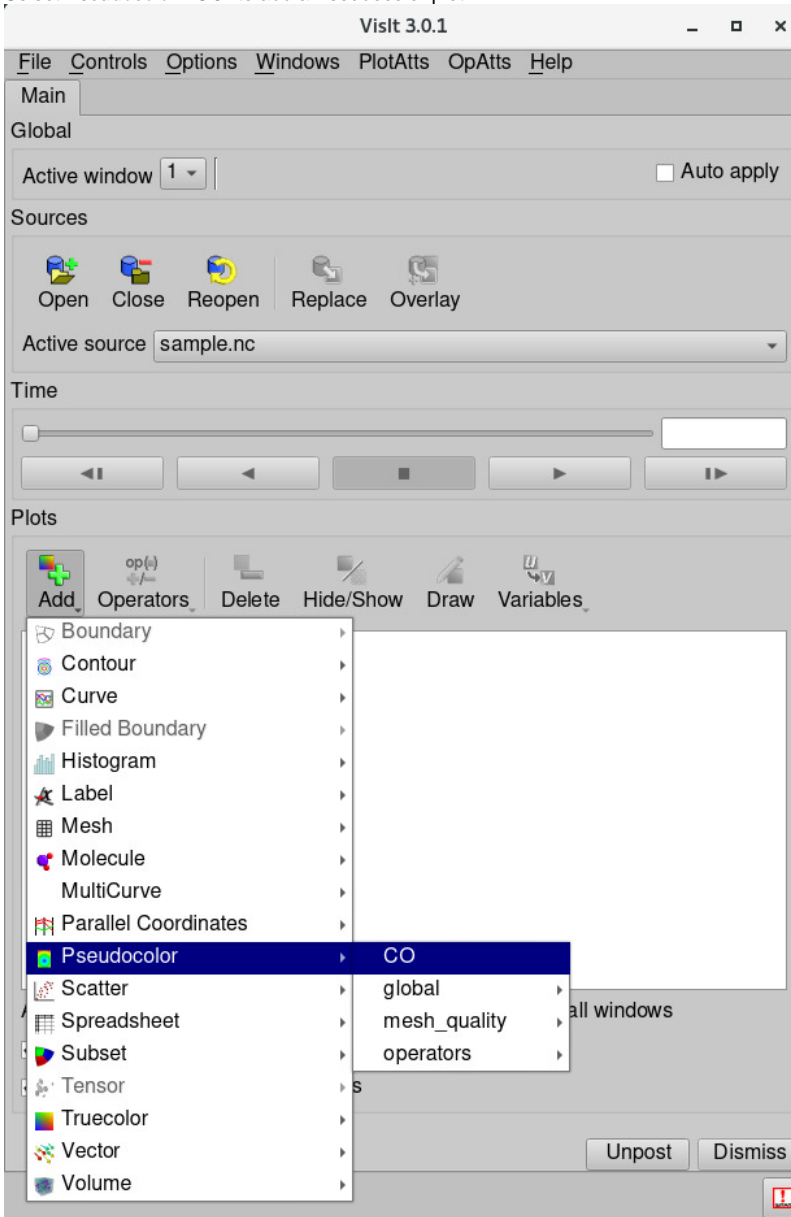 VisIt 3.0.1
File Controls Options Windows PlotAtts OpAtts Help
Main
Global
Active window 1 Auto apply
Sources
Open Close Reopen Replace Overlay
Active source sample.nc
Time
Plots
op(=)
+/−
Add Operators Delete Hide/Show Draw Variables
Boundary
Contour
Curve
Filled Boundary
Histogram
Label
Mesh
Molecule
MultiCurve
Parallel Coordinates
Pseudocolor CO
Scatter global
Spreadsheet mesh_quality all windows
Subset operators
Tensor s
Truecolor
Vector
Unpost Dismiss
Volume